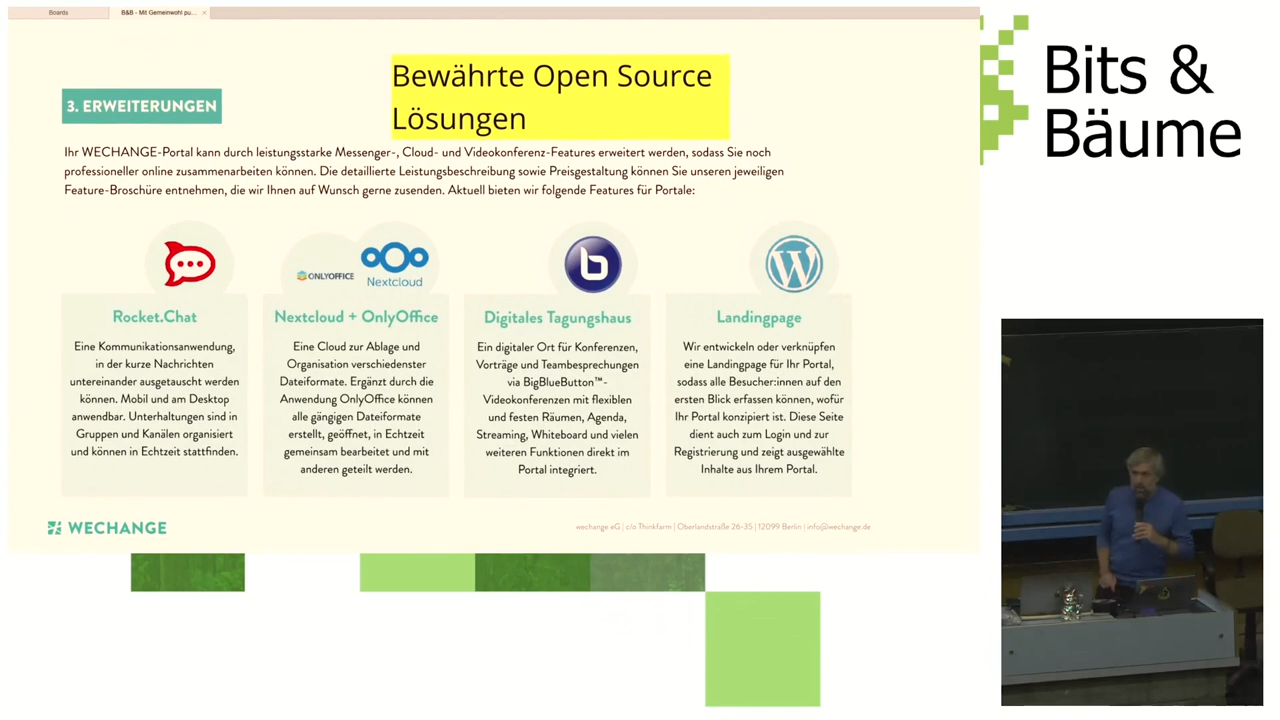 Boards
B&B - Mit Gemeinwohl pu...
Bewährte Open Source
Lösungen
3. ERWEITERUNGEN
Ihr WECHANGE-Portal kann durch leistungsstarke Messenger-, Cloud- und Videokonferenz-Features erweitert werden, sodass Sie noch
professioneller online zusammenarbeiten können. Die detaillierte Leistungsbeschreibung sowie Preisgestaltung können Sie unseren jeweiligen
Feature-Broschüre entnehmen, die wir Ihnen auf Wunsch gerne zusenden. Aktuell bieten wir folgende Features für Portale:
Rocket.Chat
Eine Kommunikationsanwendung,
in der kurze Nachrichten
untereinander ausgetauscht werden
können. Mobil und am Desktop
anwendbar. Unterhaltungen sind in
Gruppen und Kanälen organisiert
und können in Echtzeit stattfinden.
ONLYOFFICE
Nextcloud
Nextcloud + OnlyOffice
Eine Cloud zur Ablage und
Organisation verschiedenster
Dateiformate. Ergänzt durch die
Anwendung OnlyOffice können
alle gängigen Dateiformate
erstellt, geöffnet, in Echtzeit
gemeinsam bearbeitet und mit
anderen geteilt werden.
b
Digitales Tagungshaus
Ein digitaler Ort für Konferenzen,
Vorträge und Teambesprechungen
via BigBlueButton™-
Videokonferenzen mit flexiblen
und festen Räumen, Agenda,
Streaming, Whiteboard und vielen
weiteren Funktionen direkt im
Portal integriert.
W
Landingpage
Wir entwickeln oder verknüpfen
eine Landingpage für Ihr Portal,
sodass alle Besucher:innen auf den
ersten Blick erfassen können, wofür
Ihr Portal konzipiert ist. Diese Seite
dient auch zum Login und zur
Registrierung und zeigt ausgewählte
Inhalte aus Ihrem Portal.
WECHANGE
wechange eG | c/o Thinkfarm | Oberlandstraße 26-35 | 12099 Berlin | info@wechange.de
Bits &
Bäume